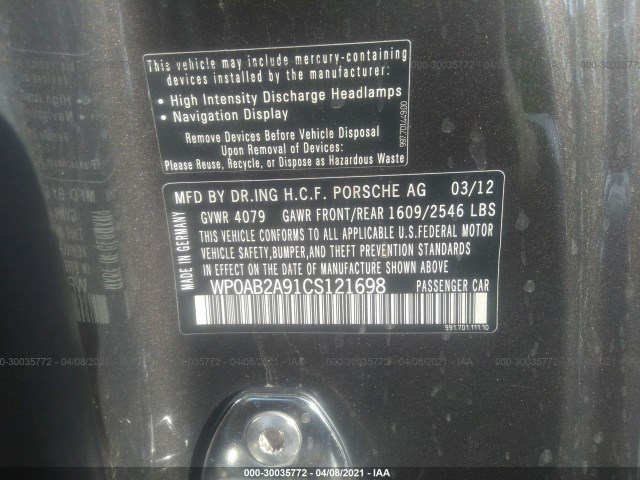 This vehicle may include mercury-containing
devices installed by the manufacturer:
• High Intensity Discharge Headlamps
• Navigation Display
Remove Devices Before Vehicle Disposal
Upon Removal of Devices:
Please Reuse, Recycle, or Dispose as Hazardous Waste
MFD BY DR.ING H.C.F. PORSCHE AG 03/12
GVWR 4079 GAWR FRONT/REAR 1609/2546 LBS
THIS VEHICLE CONFORMS TO ALL APPLICABLE U.S.FEDERAL MOTOR
VEHICLE SAFETY,BUMPER,AND THEFT PREVENTION STANDARDS
IN EFFECT ON THE DATE OF MANUFACTURE SHOWN ABOVE
WP0AB2A91CS121698 PASSENGER CAR
MADE IN GERMANY
991.701.111.10
000-30035772 - 04/08/2021 - IAA